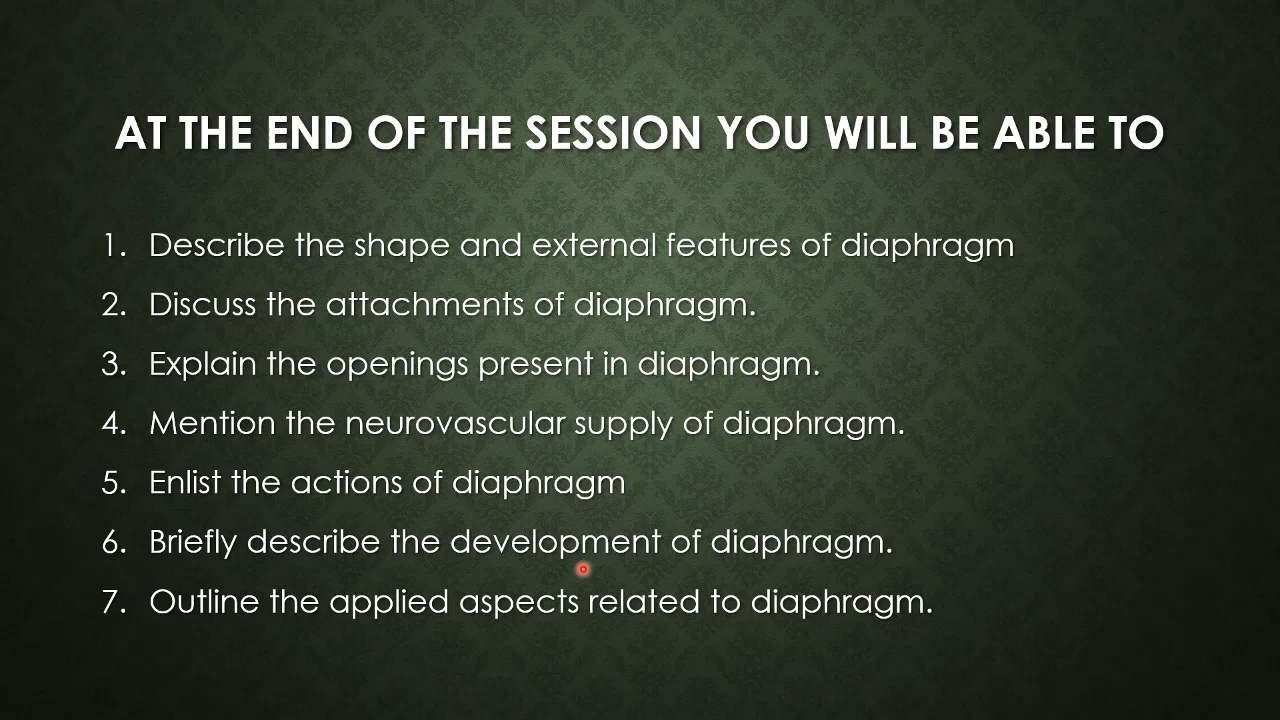 AT THE END OF THE SESSION YOU WILL BE ABLE TO
1. Describe the shape and external features of diaphragm
2. Discuss the attachments of diaphragm.
3. Explain the openings present in diaphragm.
4. Mention the neurovascular supply of diaphragm.
5. Enlist the actions of diaphragm
6. Briefly describe the development of diaphragm.
7. Outline the applied aspects related to diaphragm.